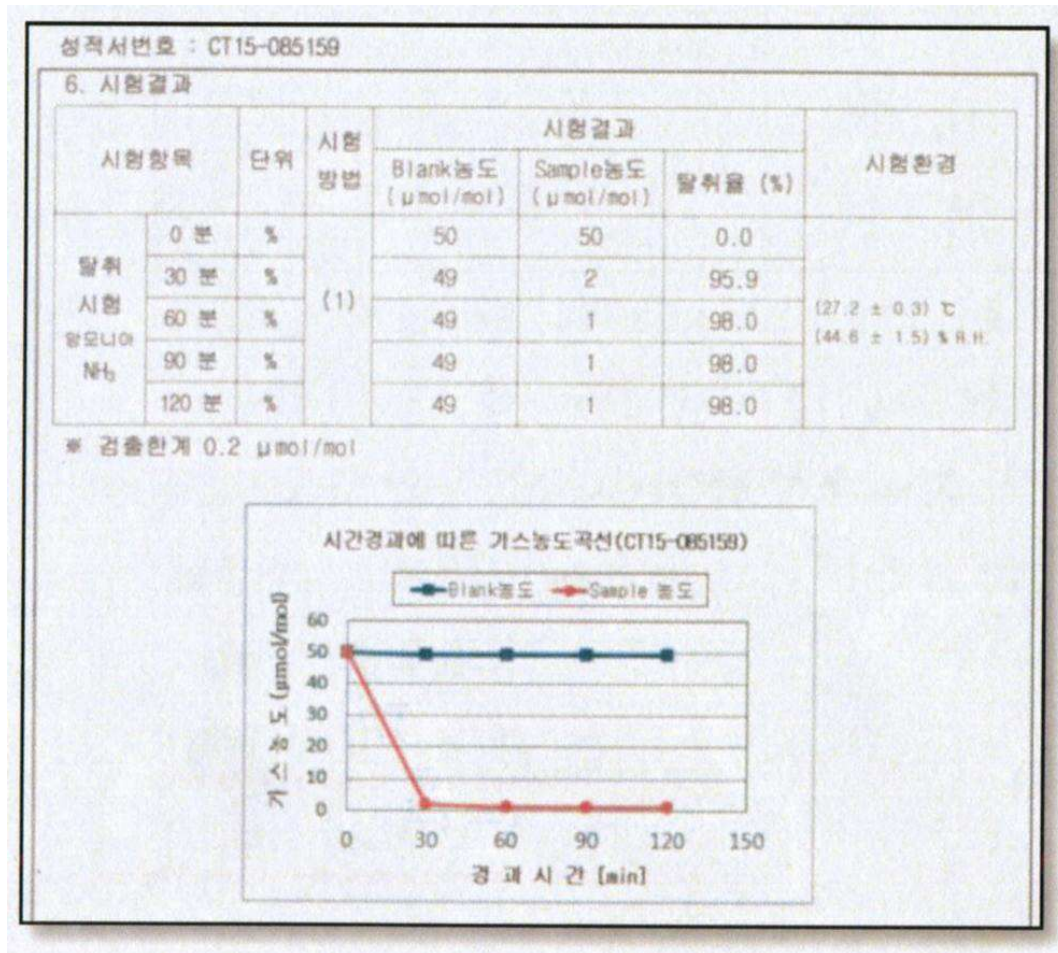 성적서번호 : CT15-085159
6. 시험결과
시험항목 단위 시험방법 시험결과 시험환경
Blank농도 (μmol/mol) Sample농도 (μmol/mol) 탈취율 (%)
탈취시험 암모니아 NH₃ (1) (27.2 ± 0.3) ℃ (44.6 ± 1.5) % R.H.
0 분 % 50 50 0.0
30 분 % 49 2 95.9
60 분 % 49 1 98.0
90 분 % 49 1 98.0
120 분 % 49 1 98.0
※ 검출한계 0.2 μmol/mol
시간경과에 따른 가스농도곡선(CT15-085159)
Blank농도 Sample 농도
가스농도 (μmol/mol)
60
50
40
30
20
10
0
0 30 60 90 120 150
경과시간 [min]